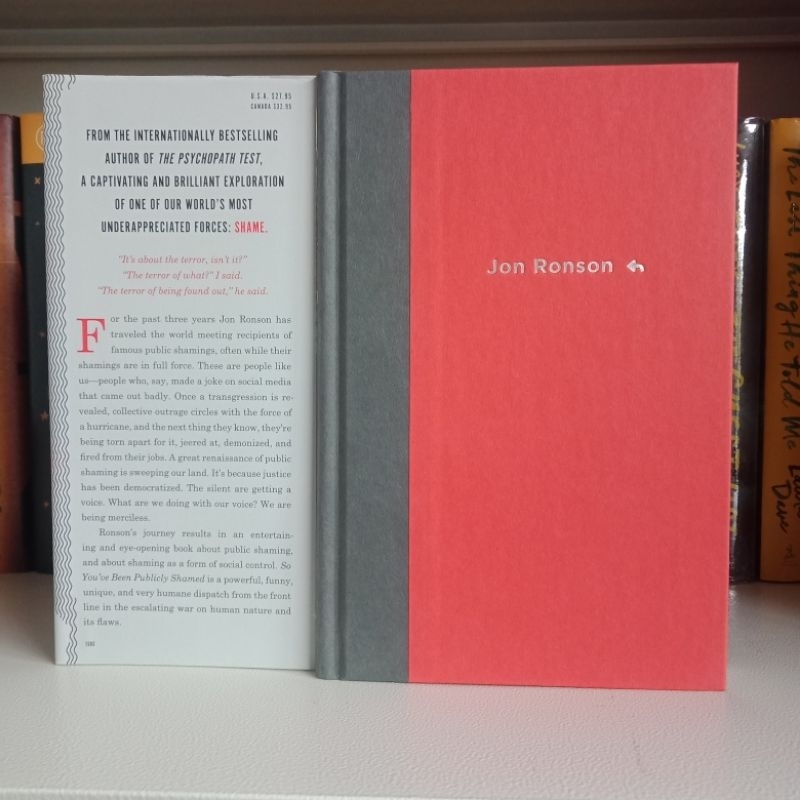 U.S.A. $27.95
CANADA $32.95
FROM THE INTERNATIONALLY BESTSELLING
AUTHOR OF THE PSYCHOPATH TEST,
A CAPTIVATING AND BRILLIANT EXPLORATION
OF ONE OF OUR WORLD'S MOST
UNDERAPPRECIATED FORCES: SHAME.
"It's about the terror, isn't it?"
"The terror of what?" I said.
"The terror of being found out," he said.
For the past three years Jon Ronson has
traveled the world meeting recipients of
famous public shamings, often while their
shamings are in full force. These are people like
us—people who, say, made a joke on social media
that came out badly. Once a transgression is re-
vealed, collective outrage circles with the force of
a hurricane, and the next thing they know, they're
being torn apart for it, jeered at, demonized, and
fired from their jobs. A great renaissance of public
shaming is sweeping our land. It's because justice
has been democratized. The silent are getting a
voice. What are we doing with our voice? We are
being merciless.
Ronson's journey results in an entertain-
ing and eye-opening book about public shaming,
and about shaming as a form of social control. So
You've Been Publicly Shamed is a powerful, funny,
unique, and very humane dispatch from the front
line in the escalating war on human nature and
its flaws.
Jon Ronson
The Last Thing He Told Me
Dave